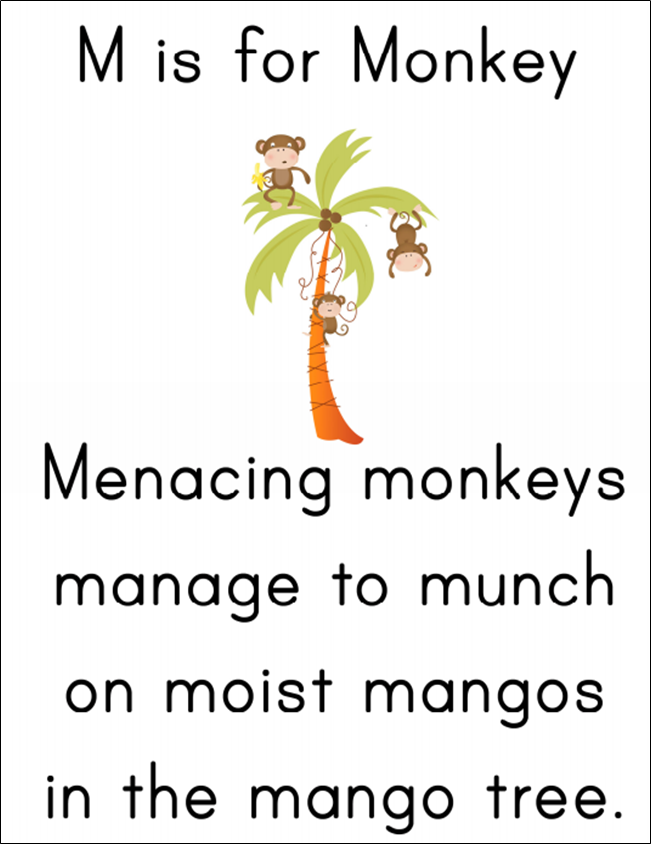 M is for Monkey
Menacing monkeys
manage to munch
on moist mangos
in the mango tree.